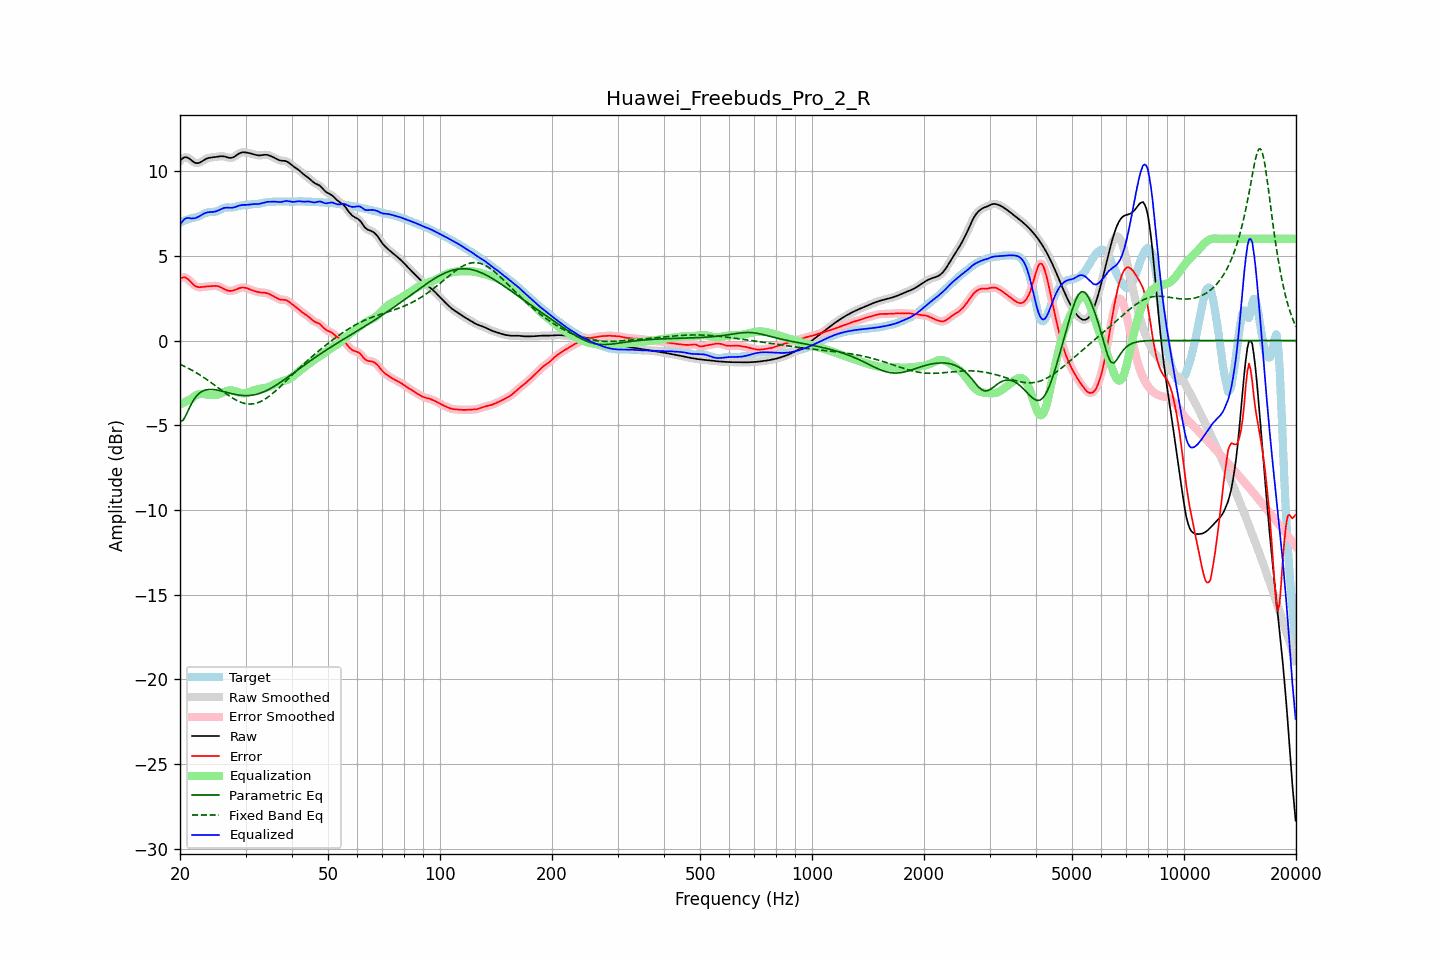 Huawei_Freebuds_Pro_2_R
Amplitude (dBr)
10
5
0
−5
−10
−15
−20
−25
−30
Target
Raw Smoothed
Error Smoothed
Raw
Error
Equalization
Parametric Eq
Fixed Band Eq
Equalized
20 50 100 200 500 1000 2000 5000 10000 20000
Frequency (Hz)